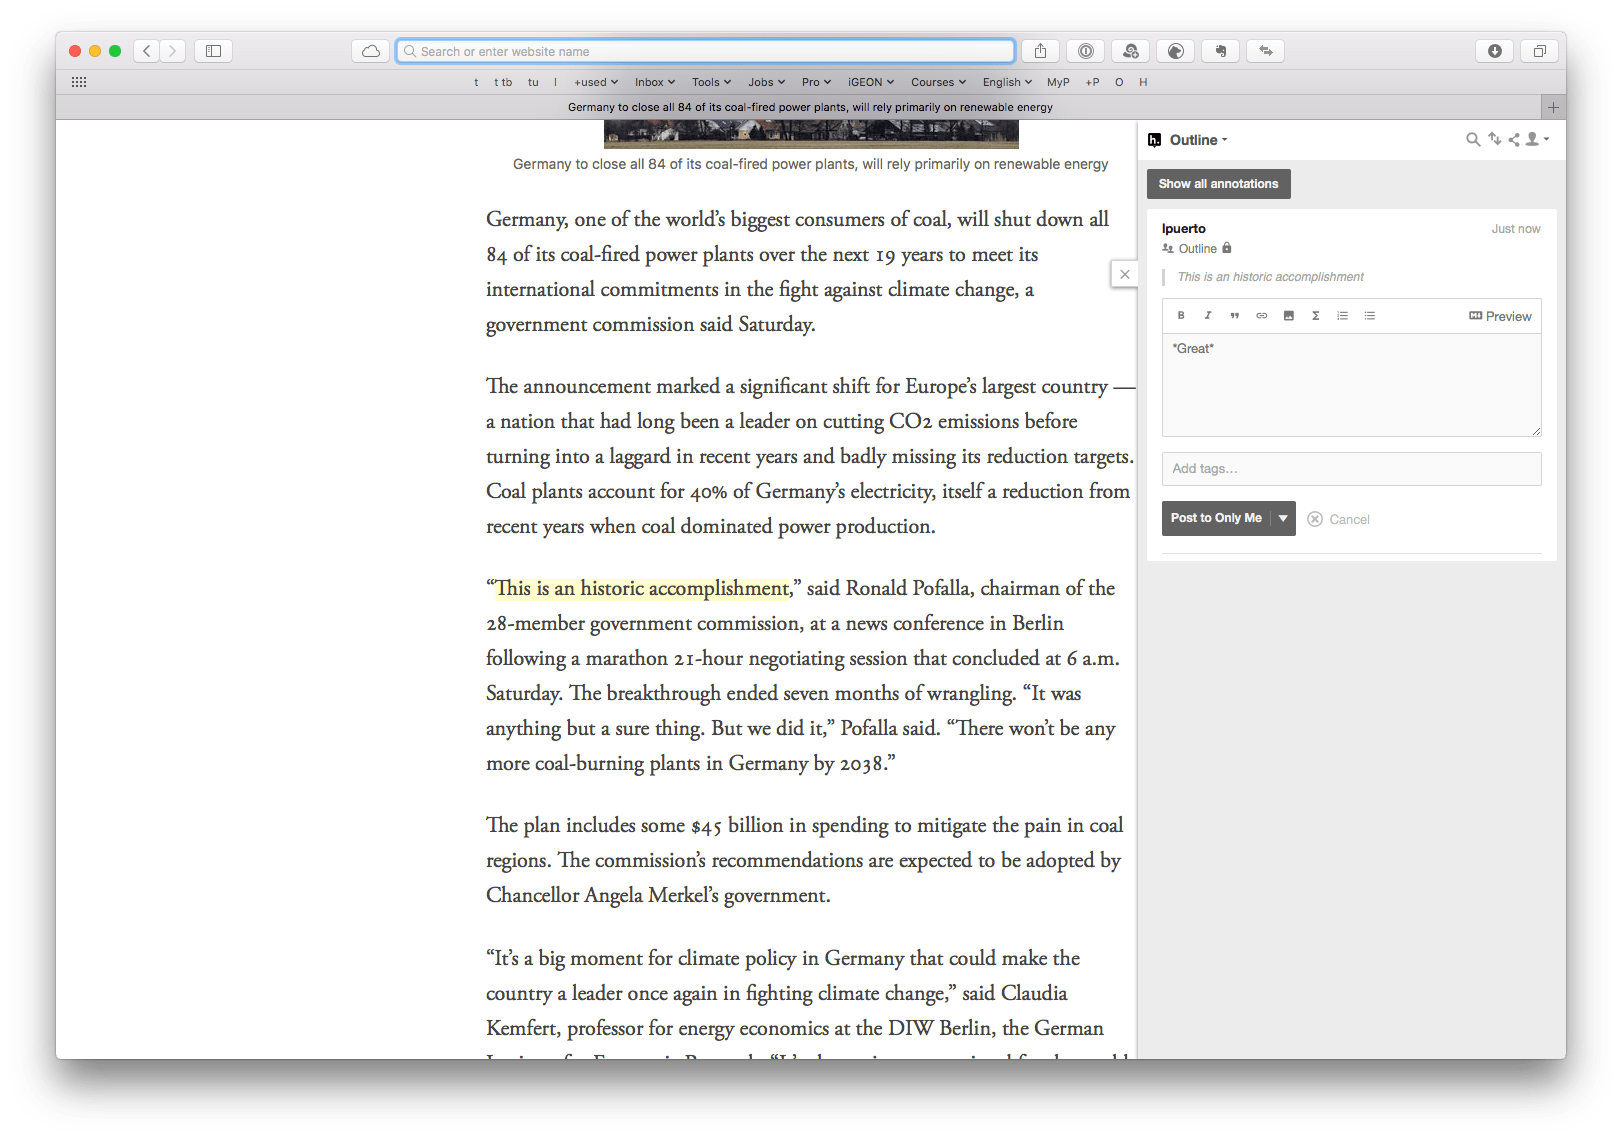 Search or enter website name
t t tb tu l +used Inbox Tools Jobs Pro iGEON Courses English MyP +P O H
Germany to close all 84 of its coal-fired power plants, will rely primarily on renewable energy
Germany to close all 84 of its coal-fired power plants, will rely primarily on renewable energy
Germany, one of the world’s biggest consumers of coal, will shut down all
84 of its coal-fired power plants over the next 19 years to meet its
international commitments in the fight against climate change, a
government commission said Saturday.
The announcement marked a significant shift for Europe’s largest country —
a nation that had long been a leader on cutting CO2 emissions before
turning into a laggard in recent years and badly missing its reduction targets.
Coal plants account for 40% of Germany’s electricity, itself a reduction from
recent years when coal dominated power production.
“This is an historic accomplishment,” said Ronald Pofalla, chairman of the
28-member government commission, at a news conference in Berlin
following a marathon 21-hour negotiating session that concluded at 6 a.m.
Saturday. The breakthrough ended seven months of wrangling. “It was
anything but a sure thing. But we did it,” Pofalla said. “There won’t be any
more coal-burning plants in Germany by 2038.”
The plan includes some $45 billion in spending to mitigate the pain in coal
regions. The commission’s recommendations are expected to be adopted by
Chancellor Angela Merkel’s government.
“It’s a big moment for climate policy in Germany that could make the
country a leader once again in fighting climate change,” said Claudia
Kemfert, professor for energy economics at the DIW Berlin, the German
h. Outline
Show all annotations
lpuerto Just now
Outline
This is an historic accomplishment
B I Σ Preview
*Great*
Add tags...
Post to Only Me Cancel